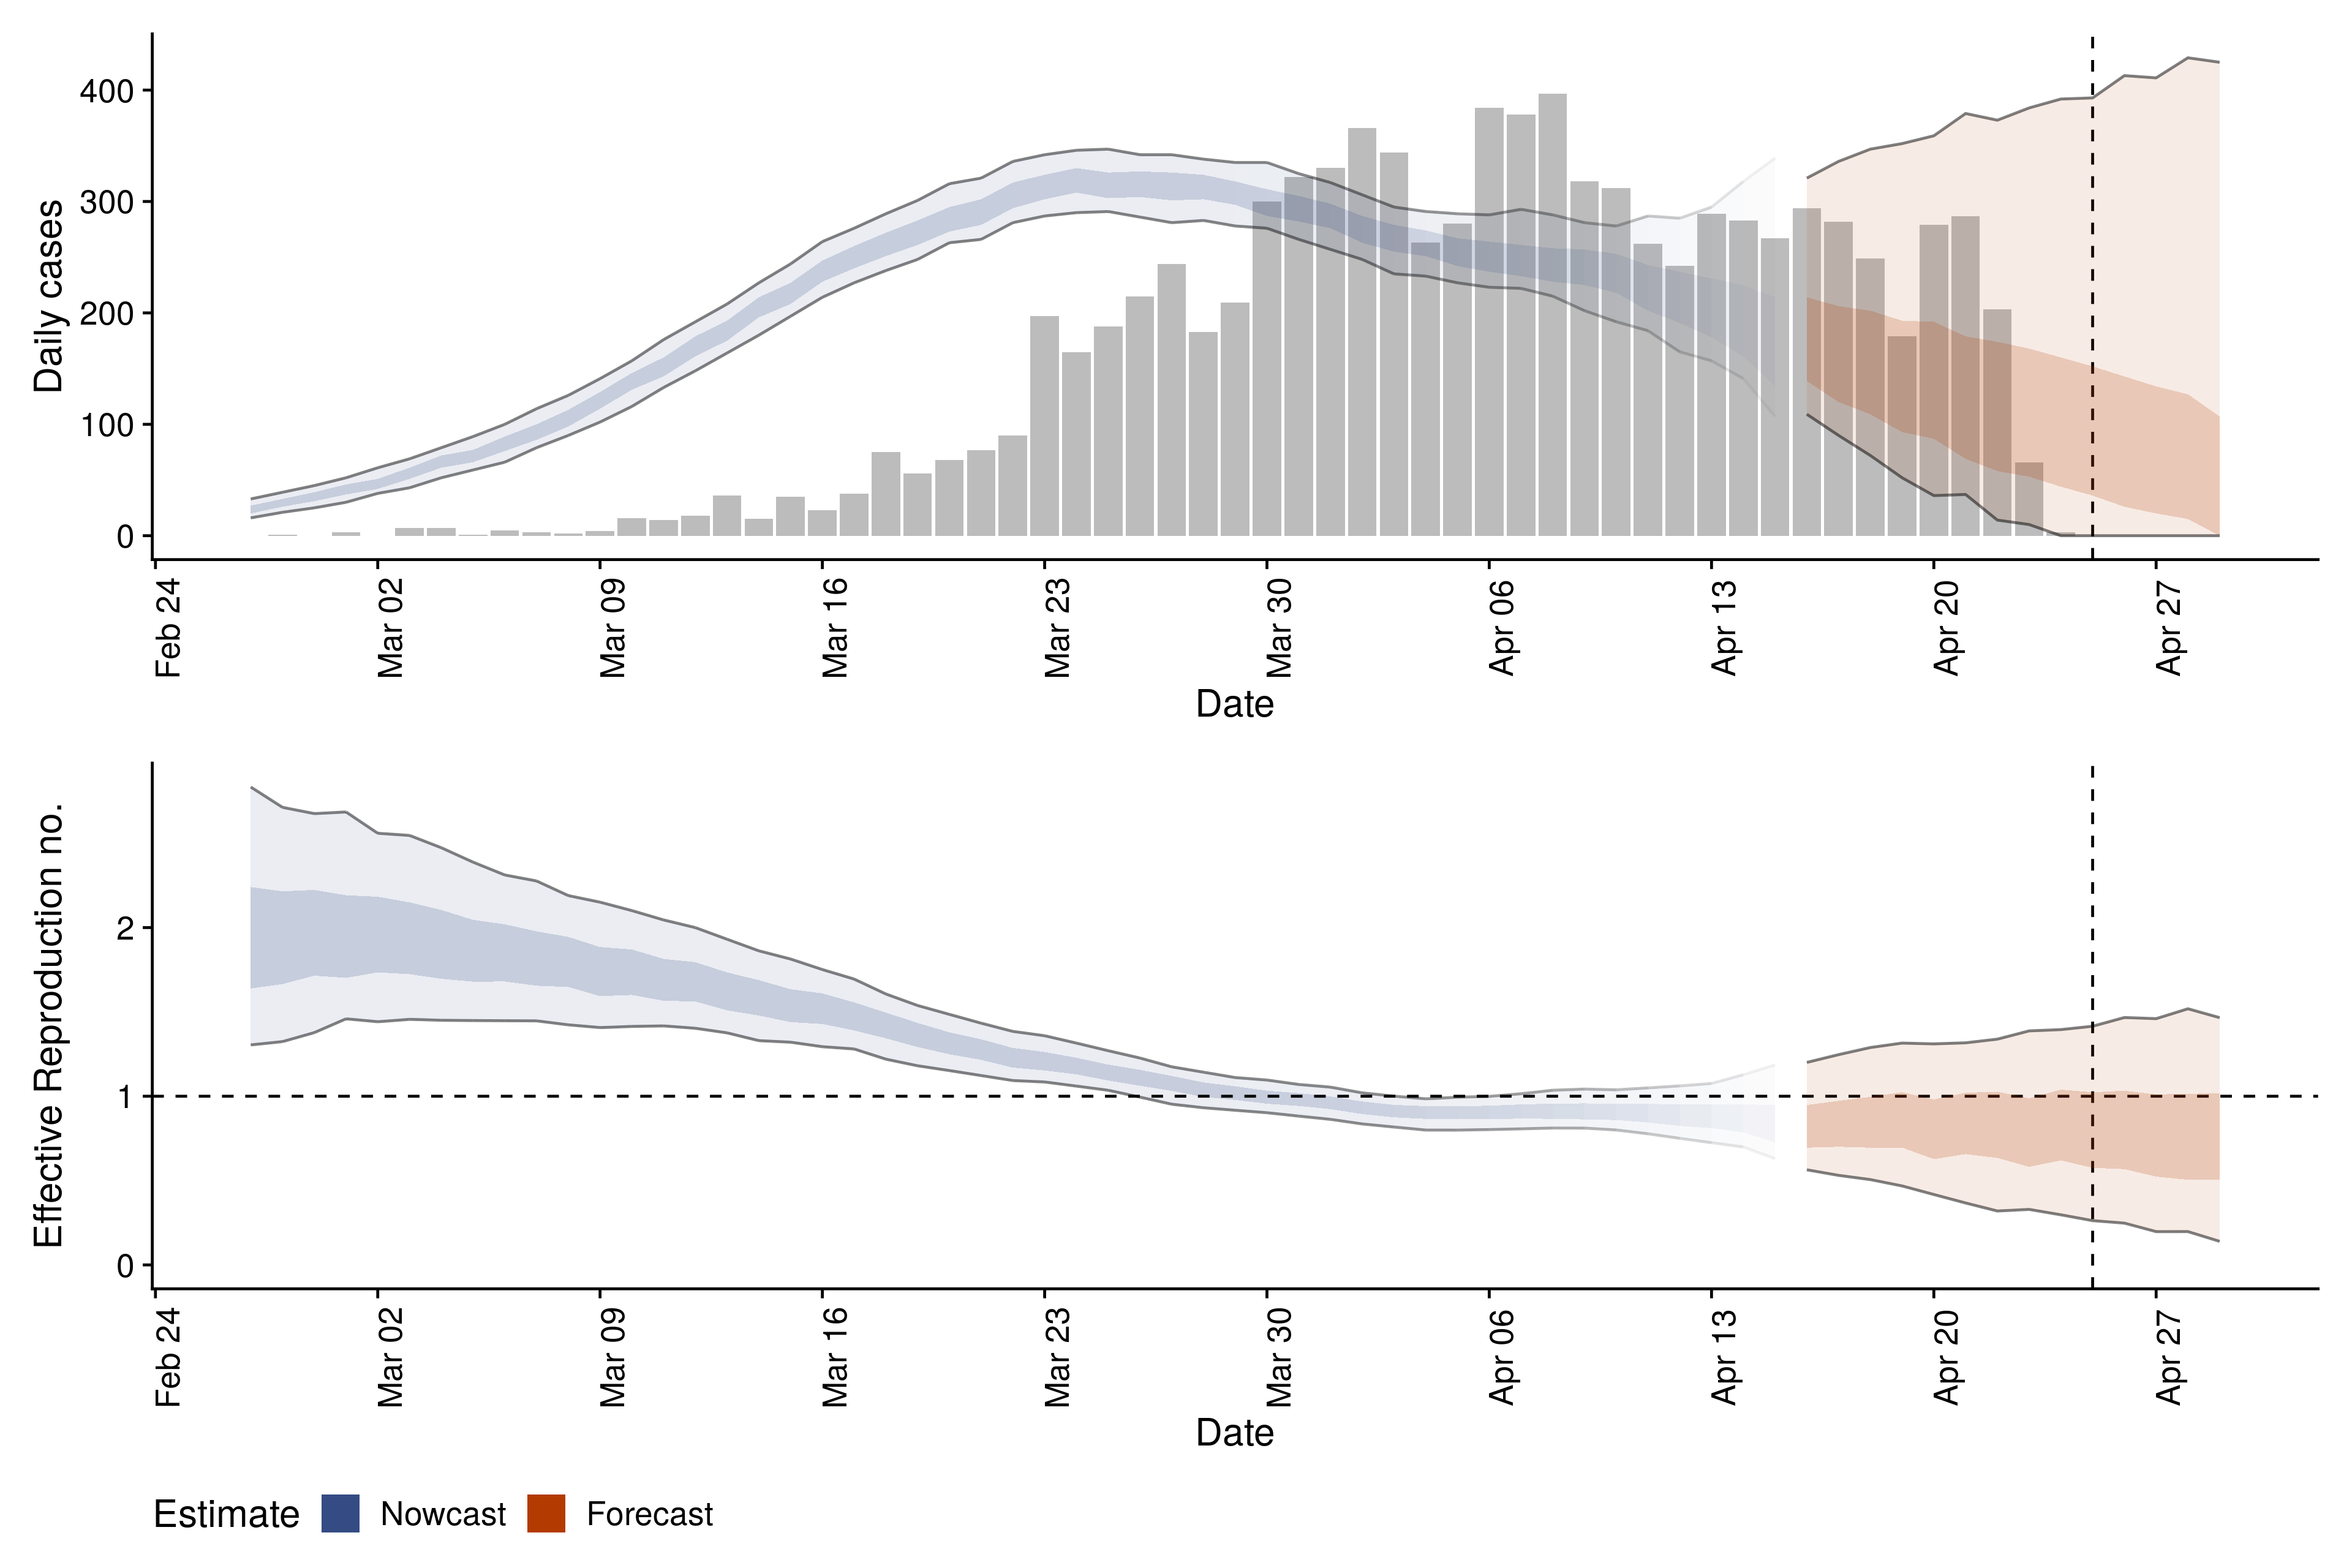 Daily cases
400
300
200
100
0
Feb 24
Mar 02
Mar 09
Mar 16
Mar 23
Mar 30
Apr 06
Apr 13
Apr 20
Apr 27
Date
Effective Reproduction no.
2
1
0
Feb 24
Mar 02
Mar 09
Mar 16
Mar 23
Mar 30
Apr 06
Apr 13
Apr 20
Apr 27
Date
Estimate Nowcast Forecast